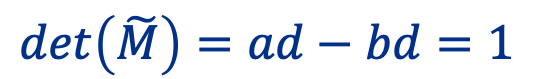 det(M̃) = ad − bd = 1